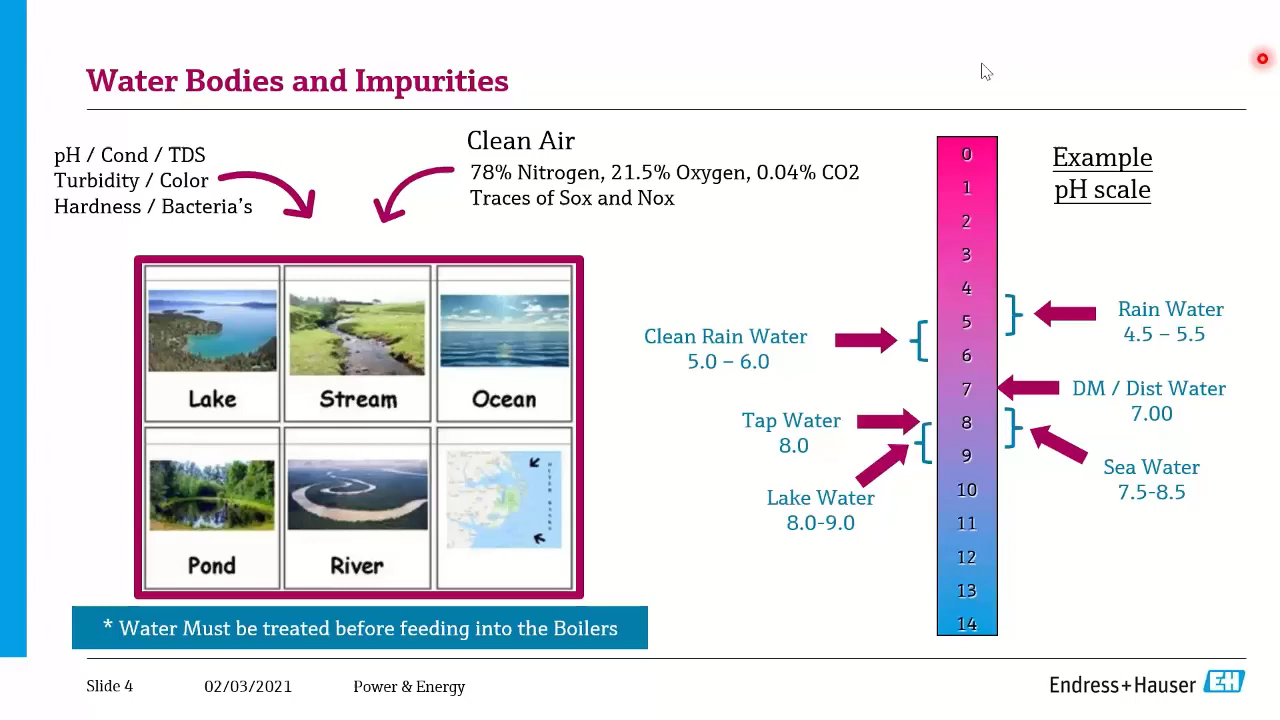 Water Bodies and Impurities
pH / Cond / TDS
Turbidity / Color
Hardness / Bacteria's
Clean Air
78% Nitrogen, 21.5% Oxygen, 0.04% CO2
Traces of Sox and Nox
Lake
Stream
Ocean
Pond
River
* Water Must be treated before feeding into the Boilers
Example
pH scale
0
1
2
3
4
5
6
7
8
9
10
11
12
13
14
Clean Rain Water
5.0 – 6.0
Tap Water
8.0
Lake Water
8.0-9.0
Rain Water
4.5 – 5.5
DM / Dist Water
7.00
Sea Water
7.5-8.5
Slide 4
02/03/2021
Power & Energy
Endress+Hauser
EH